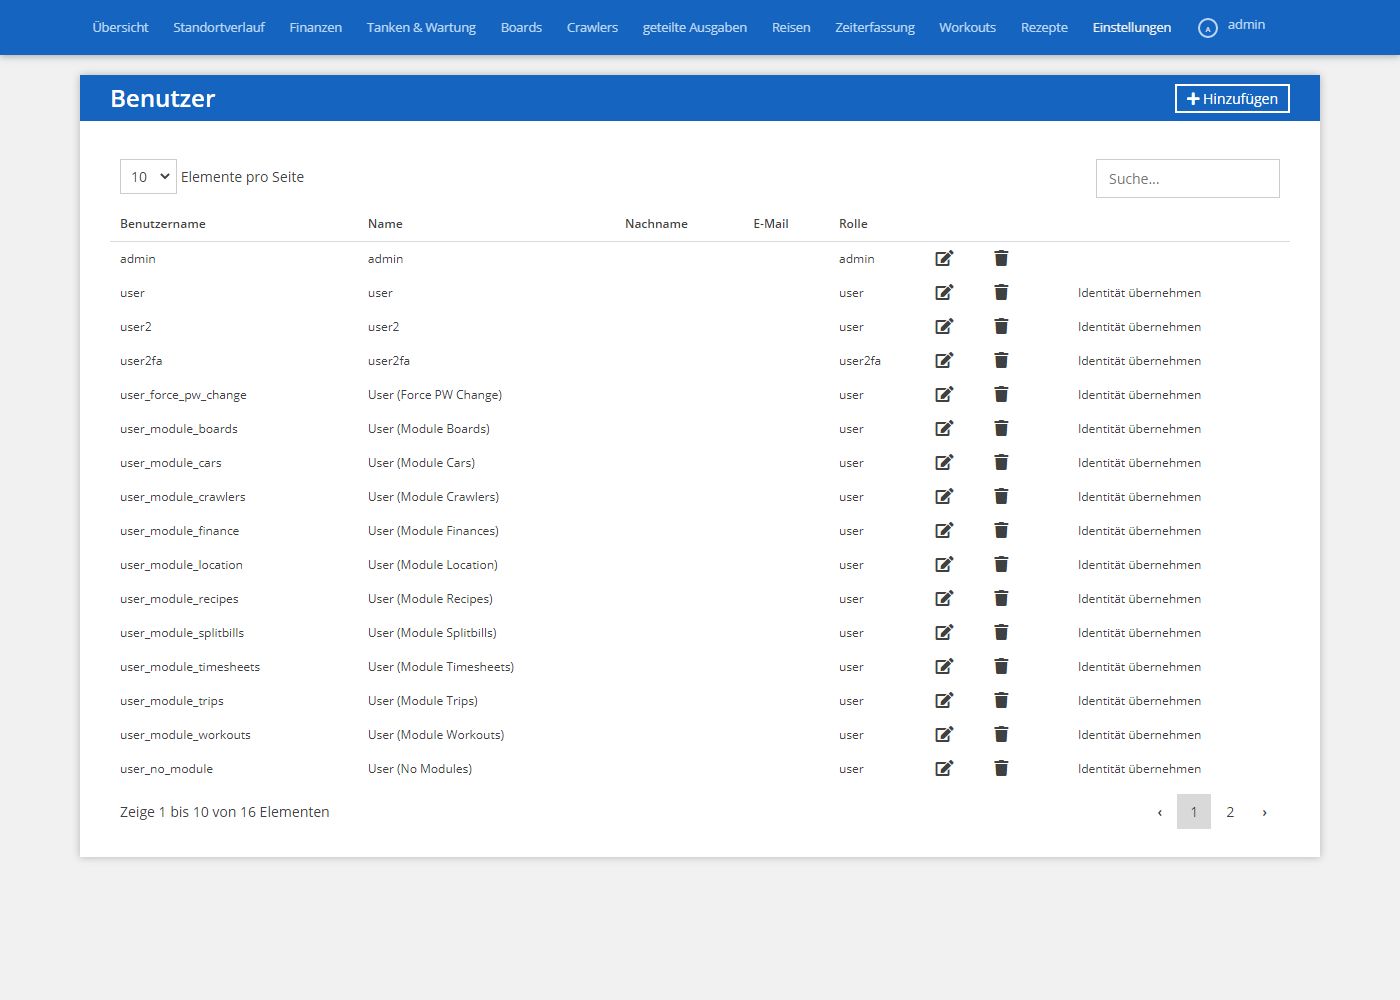 Übersicht Standortverlauf Finanzen Tanken & Wartung Boards Crawlers geteilte Ausgaben Reisen Zeiterfassung Workouts Rezepte Einstellungen A admin
Benutzer Hinzufügen
10 Elemente pro Seite Suche...
Benutzername Name Nachname E-Mail Rolle
admin admin admin
user user user Identität übernehmen
user2 user2 user Identität übernehmen
user2fa user2fa user2fa Identität übernehmen
user_force_pw_change User (Force PW Change) user Identität übernehmen
user_module_boards User (Module Boards) user Identität übernehmen
user_module_cars User (Module Cars) user Identität übernehmen
user_module_crawlers User (Module Crawlers) user Identität übernehmen
user_module_finance User (Module Finances) user Identität übernehmen
user_module_location User (Module Location) user Identität übernehmen
user_module_recipes User (Module Recipes) user Identität übernehmen
user_module_splitbills User (Module Splitbills) user Identität übernehmen
user_module_timesheets User (Module Timesheets) user Identität übernehmen
user_module_trips User (Module Trips) user Identität übernehmen
user_module_workouts User (Module Workouts) user Identität übernehmen
user_no_module User (No Modules) user Identität übernehmen
Zeige 1 bis 10 von 16 Elementen ‹ 1 2 ›